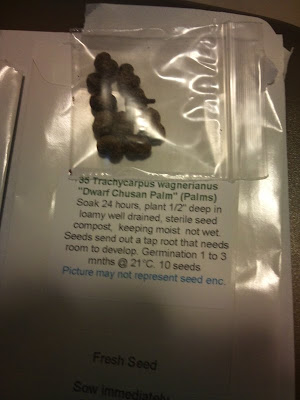 35 Trachycarpus wagnerianus
"Dwarf Chusan Palm" (Palms)
Soak 24 hours, plant 1/2" deep in
loamy well drained, sterile seed
compost, keeping moist not wet.
Seeds send out a tap root that needs
room to develop. Germination 1 to 3
mnths @ 21°C. 10 seeds
Picture may not represent seed enc.
Fresh Seed
Sow immediately